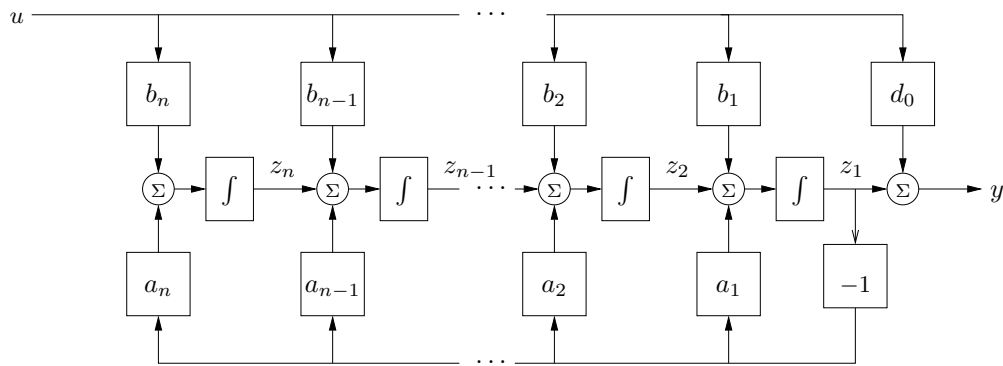 u ···
b_n b_{n−1} b_2 b_1 d_0
Σ ∫ z_n Σ ∫ z_{n−1} ··· Σ ∫ z_2 Σ ∫ z_1 Σ y
a_n a_{n−1} a_2 a_1 −1
···